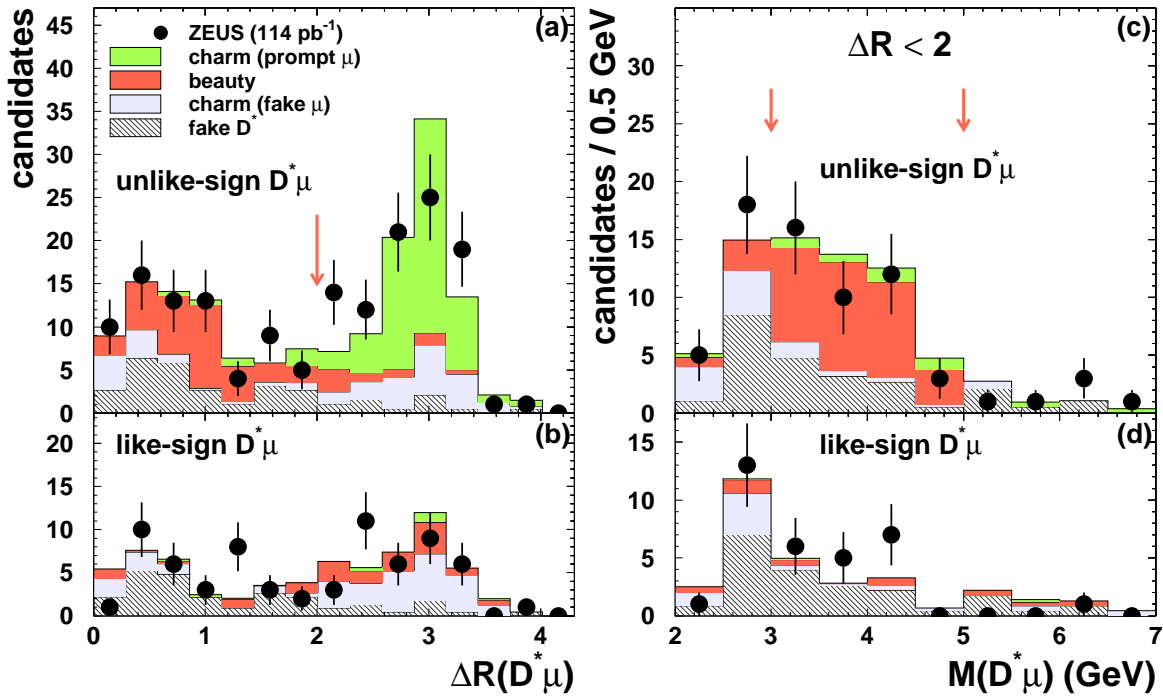 (a)
candidates
45
40
35
30
25
20
15
10
5
0
ZEUS (114 pb⁻¹)
charm (prompt μ)
beauty
charm (fake μ)
fake D*
unlike-sign D*μ
(b)
like-sign D*μ
20
15
10
5
0
0
1
2
3
4
ΔR(D*μ)
(c)
candidates / 0.5 GeV
ΔR < 2
30
25
20
15
10
5
0
unlike-sign D*μ
(d)
like-sign D*μ
15
10
5
0
2
3
4
5
6
7
M(D*μ) (GeV)